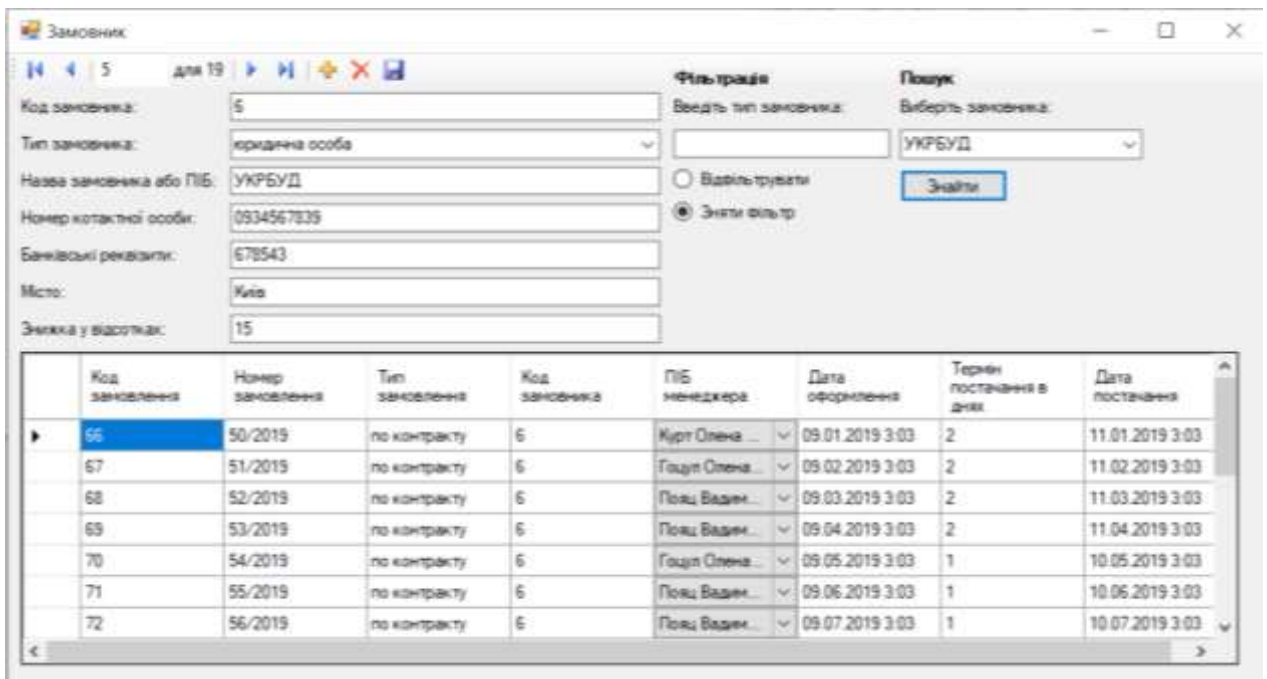 Замовник
5 для 19
Фільтрація Пошук
Код замовника: 6 Введіть тип замовника: Виберіть замовника:
Тип замовника: юридична особа УКРБУД
Назва замовника або ПІБ: УКРБУД Відфільтрувати Знайти
Номер котактної особи: 0934567839 Зняти фільтр
Банківські реквізити: 678543
Місто: Київ
Знижка у відсотках: 15
Код замовлення Номер замовлення Тип замовлення Код замовника ПІБ менеджера Дата оформлення Термін постачання в днях Дата постачання
66 50/2019 по контракту 6 Курт Олена ... 09.01.2019 3:03 2 11.01.2019 3:03
67 51/2019 по контракту 6 Гоцул Олена... 09.02.2019 3:03 2 11.02.2019 3:03
68 52/2019 по контракту 6 Пояц Вадим... 09.03.2019 3:03 2 11.03.2019 3:03
69 53/2019 по контракту 6 Пояц Вадим... 09.04.2019 3:03 2 11.04.2019 3:03
70 54/2019 по контракту 6 Гоцул Олена... 09.05.2019 3:03 1 10.05.2019 3:03
71 55/2019 по контракту 6 Пояц Вадим... 09.06.2019 3:03 1 10.06.2019 3:03
72 56/2019 по контракту 6 Пояц Вадим... 09.07.2019 3:03 1 10.07.2019 3:03